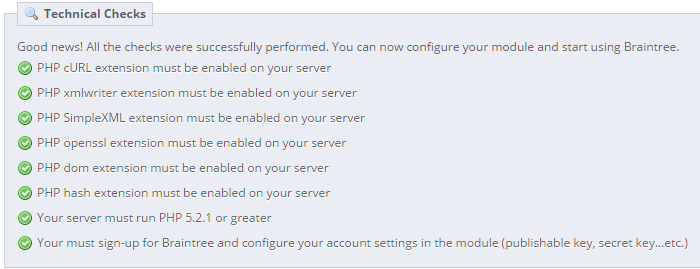 Technical Checks
Good news! All the checks were successfully performed. You can now configure your module and start using Braintree.
PHP cURL extension must be enabled on your server
PHP xmlwriter extension must be enabled on your server
PHP SimpleXML extension must be enabled on your server
PHP openssl extension must be enabled on your server
PHP dom extension must be enabled on your server
PHP hash extension must be enabled on your server
Your server must run PHP 5.2.1 or greater
Your must sign-up for Braintree and configure your account settings in the module (publishable key, secret key...etc.)